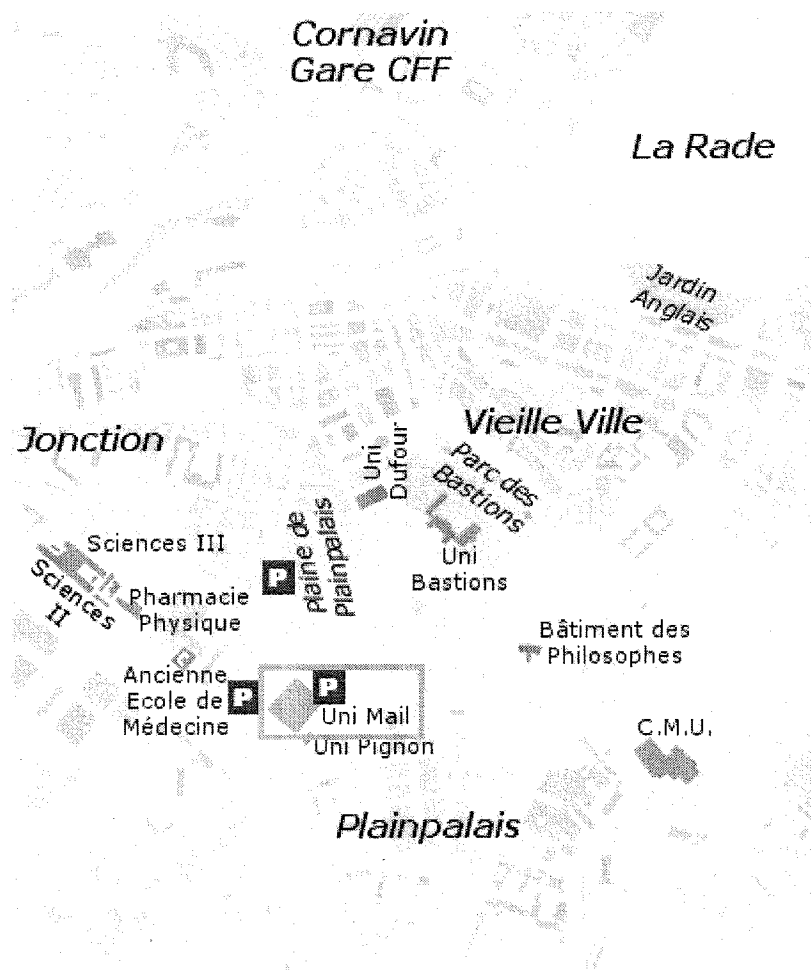 Cornavin
Gare CFF
La Rade
Jardin
Anglais
Vieille Ville
Jonction
Uni
Dufour
Parc des
Bastions
Uni
Bastions
Plaine de
Plainpalais
P
Sciences III
Sciences
II
Pharmacie
Physique
Bâtiment des
Philosophes
Ancienne
Ecole de
Médecine
P
P
Uni Mail
Uni Pignon
C.M.U.
Plainpalais